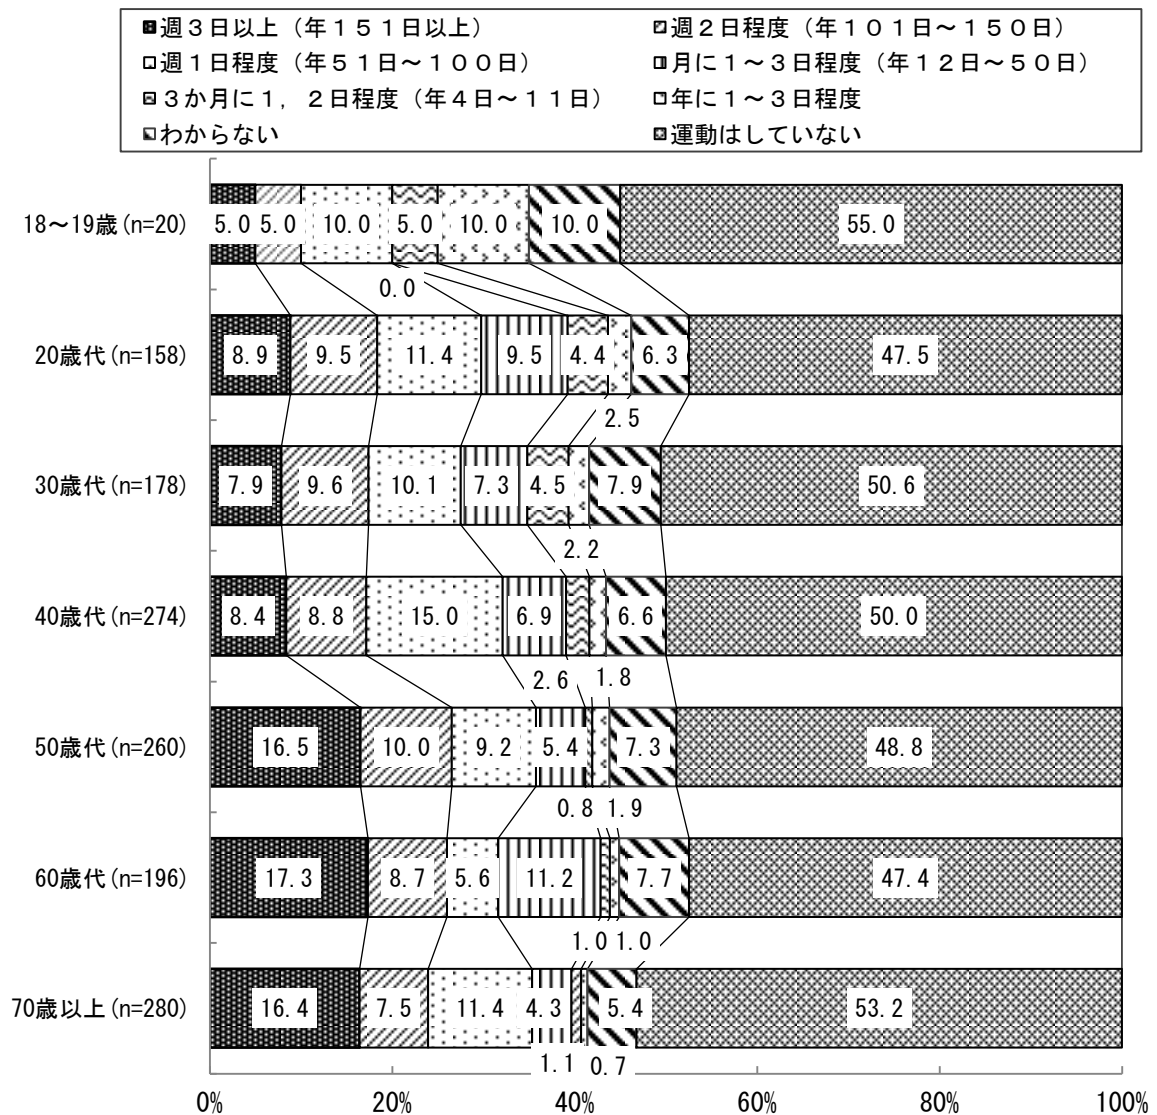 週３日以上（年１５１日以上） 週２日程度（年１０１日～１５０日）
週１日程度（年５１日～１００日） 月に１～３日程度（年１２日～５０日）
３か月に１，２日程度（年４日～１１日） 年に１～３日程度
わからない 運動はしていない
18～19歳(n=20) 5.0 5.0 10.0 5.0 10.0 10.0 55.0
0.0
20歳代(n=158) 8.9 9.5 11.4 9.5 4.4 6.3 47.5
2.5
30歳代(n=178) 7.9 9.6 10.1 7.3 4.5 7.9 50.6
2.2
40歳代(n=274) 8.4 8.8 15.0 6.9 6.6 50.0
2.6 1.8
50歳代(n=260) 16.5 10.0 9.2 5.4 7.3 48.8
0.8 1.9
60歳代(n=196) 17.3 8.7 5.6 11.2 7.7 47.4
1.0 1.0
70歳以上(n=280) 16.4 7.5 11.4 4.3 5.4 53.2
1.1 0.7
0% 20% 40% 60% 80% 100%